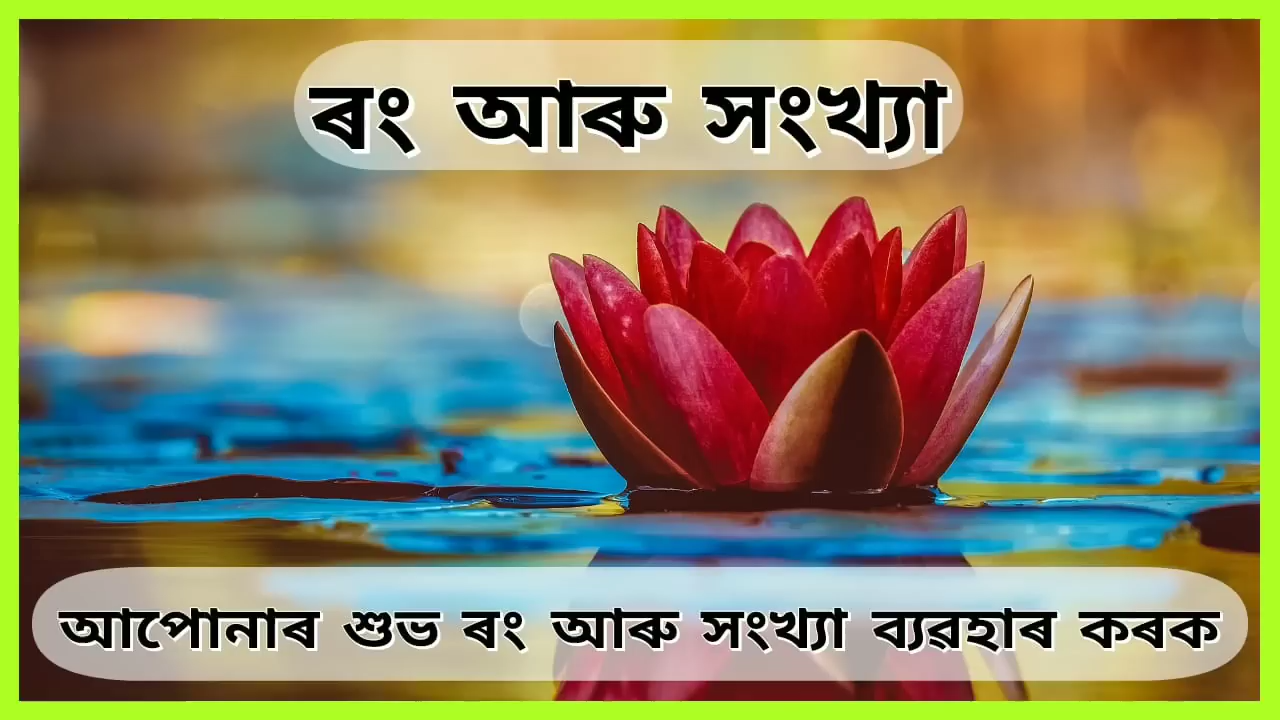 ৰং আৰু সংখ্যা
আপোনাৰ শুভ ৰং আৰু সংখ্যা ব্যৱহাৰ কৰক